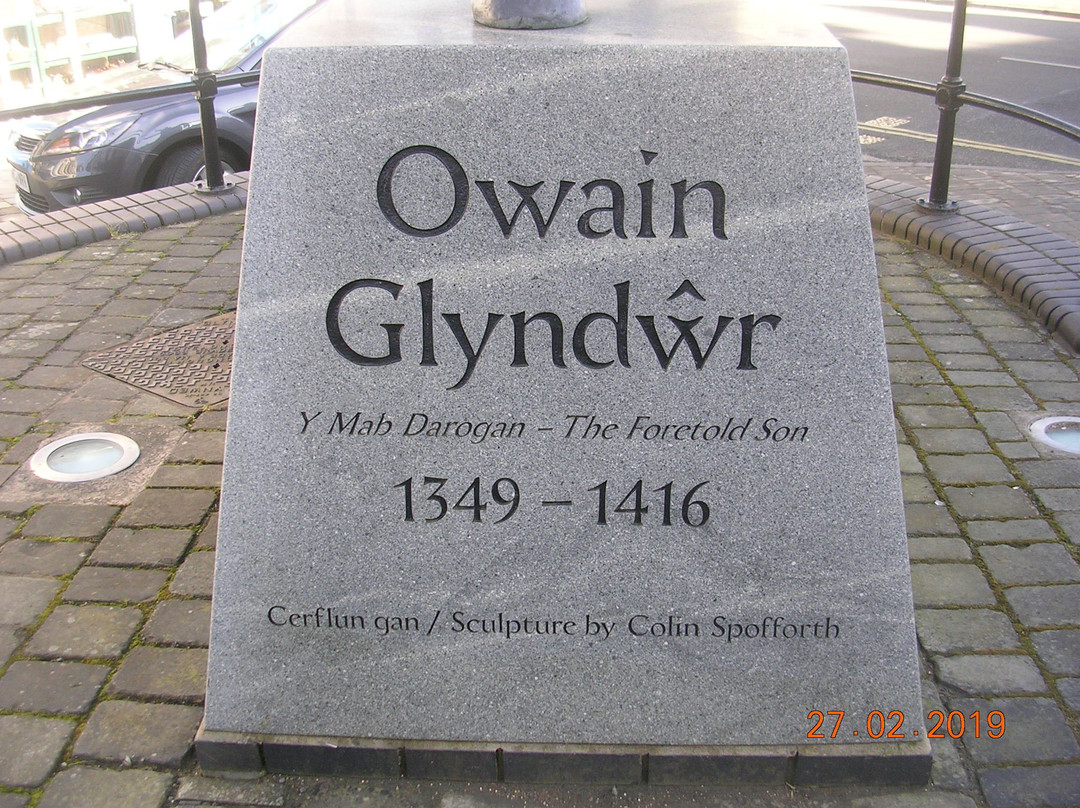 Owain
Glyndŵr
Y Mab Darogan – The Foretold Son
1349 – 1416
Cerflun gan / Sculpture by Colin Spofforth
27.02.2019